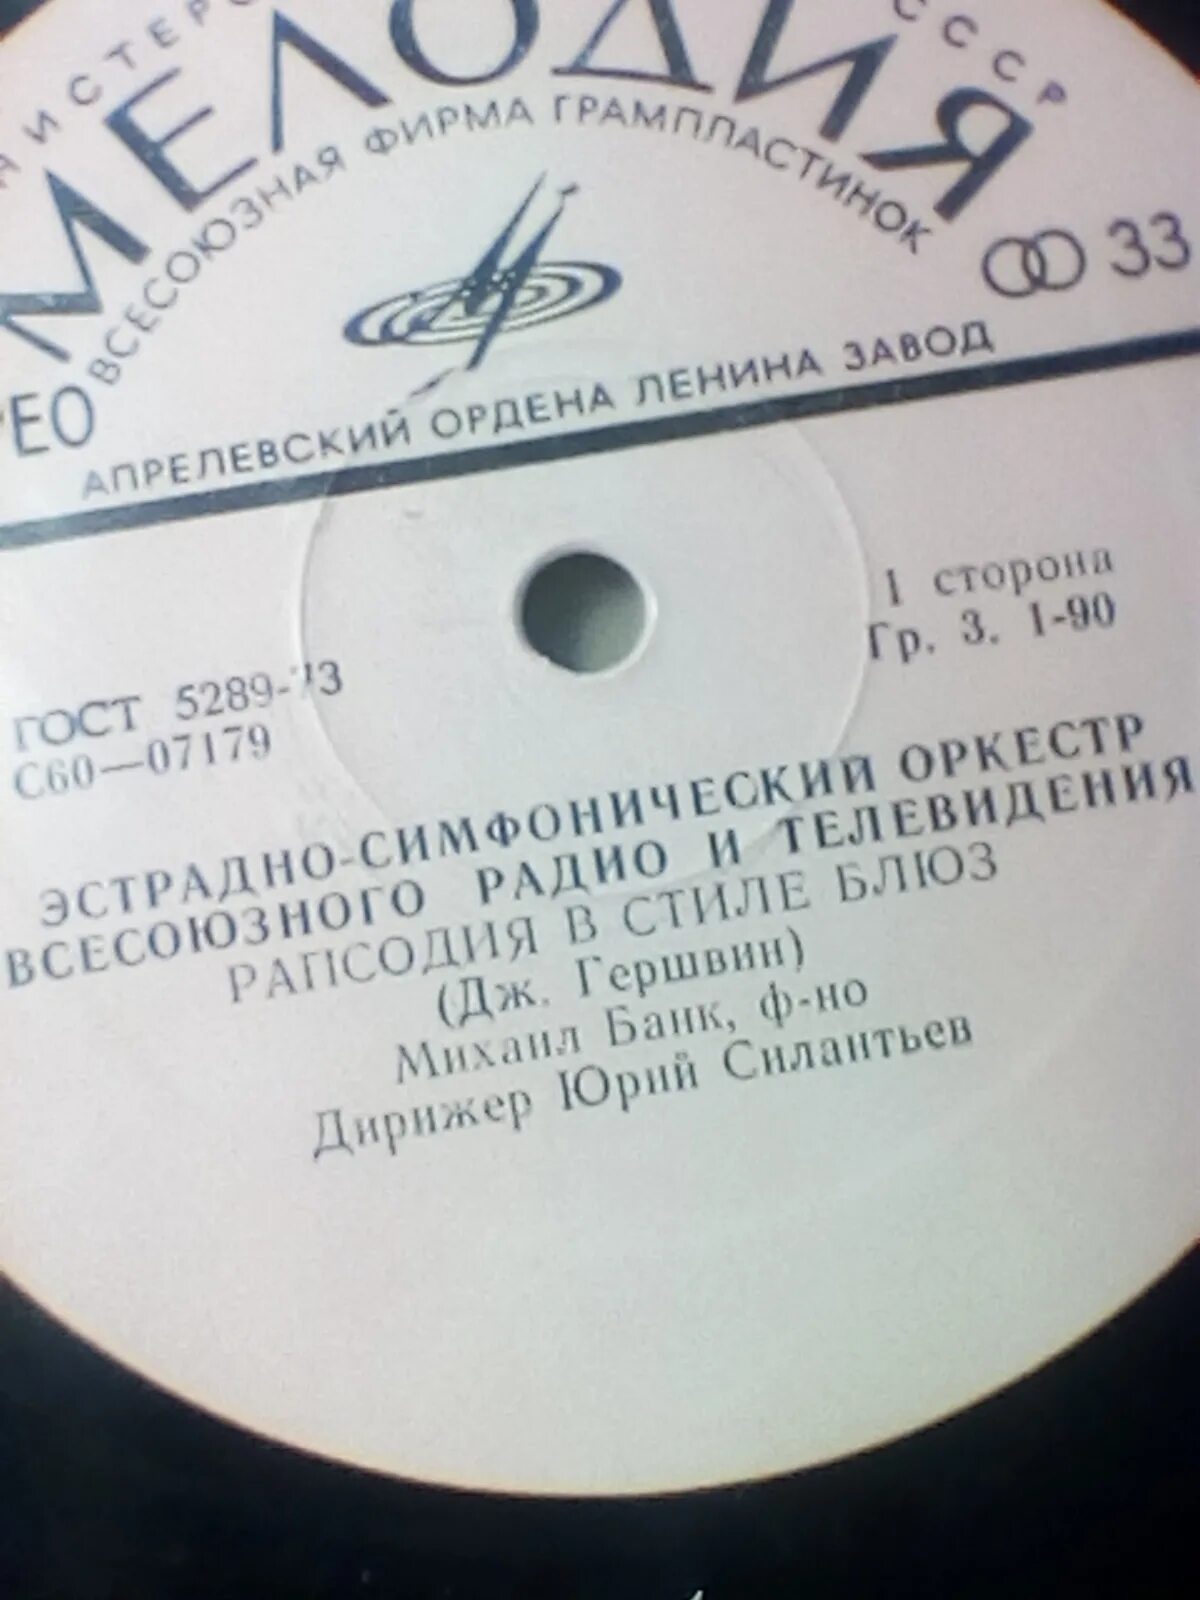 СССР
МЕЛОДИЯ
ВСЕСОЮЗНАЯ ФИРМА ГРАМПЛАСТИНОК
33
АПРЕЛЕВСКИЙ ОРДЕНА ЛЕНИНА ЗАВОД
1 сторона
Гр. 3. 1-90
ГОСТ 5289-73
С60—07179
ЭСТРАДНО-СИМФОНИЧЕСКИЙ ОРКЕСТР
ВСЕСОЮЗНОГО РАДИО И ТЕЛЕВИДЕНИЯ
РАПСОДИЯ В СТИЛЕ БЛЮЗ
(Дж. Гершвин)
Михаил Банк, ф-но
Дирижер Юрий Силантьев